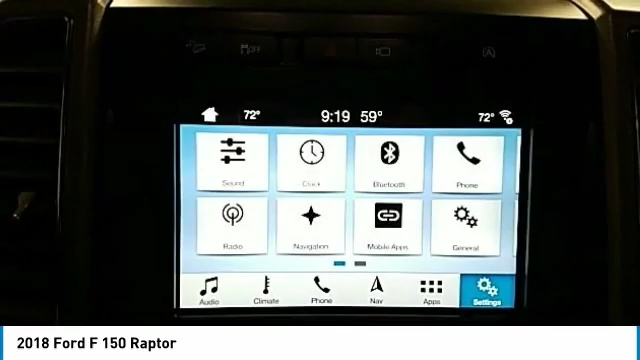 OFF
72° 9:19 59° 72°
Sound Clock Bluetooth Phone
Radio Navigation Mobile Apps General
Audio Climate Phone Nav Apps Settings
2018 Ford F 150 Raptor